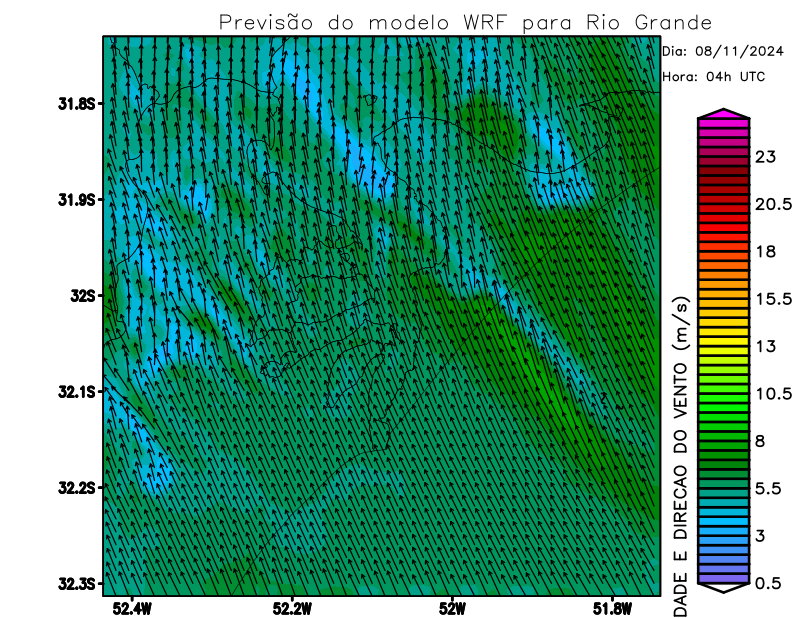 Previsão do modelo WRF para Rio Grande
Dia: 08/11/2024
Hora: 04h UTC
31.8S
31.9S
32S
32.1S
32.2S
32.3S
52.4W
52.2W
52W
51.8W
23
20.5
18
15.5
13
10.5
8
5.5
3
0.5
DADE E DIRECAO DO VENTO (m/s)